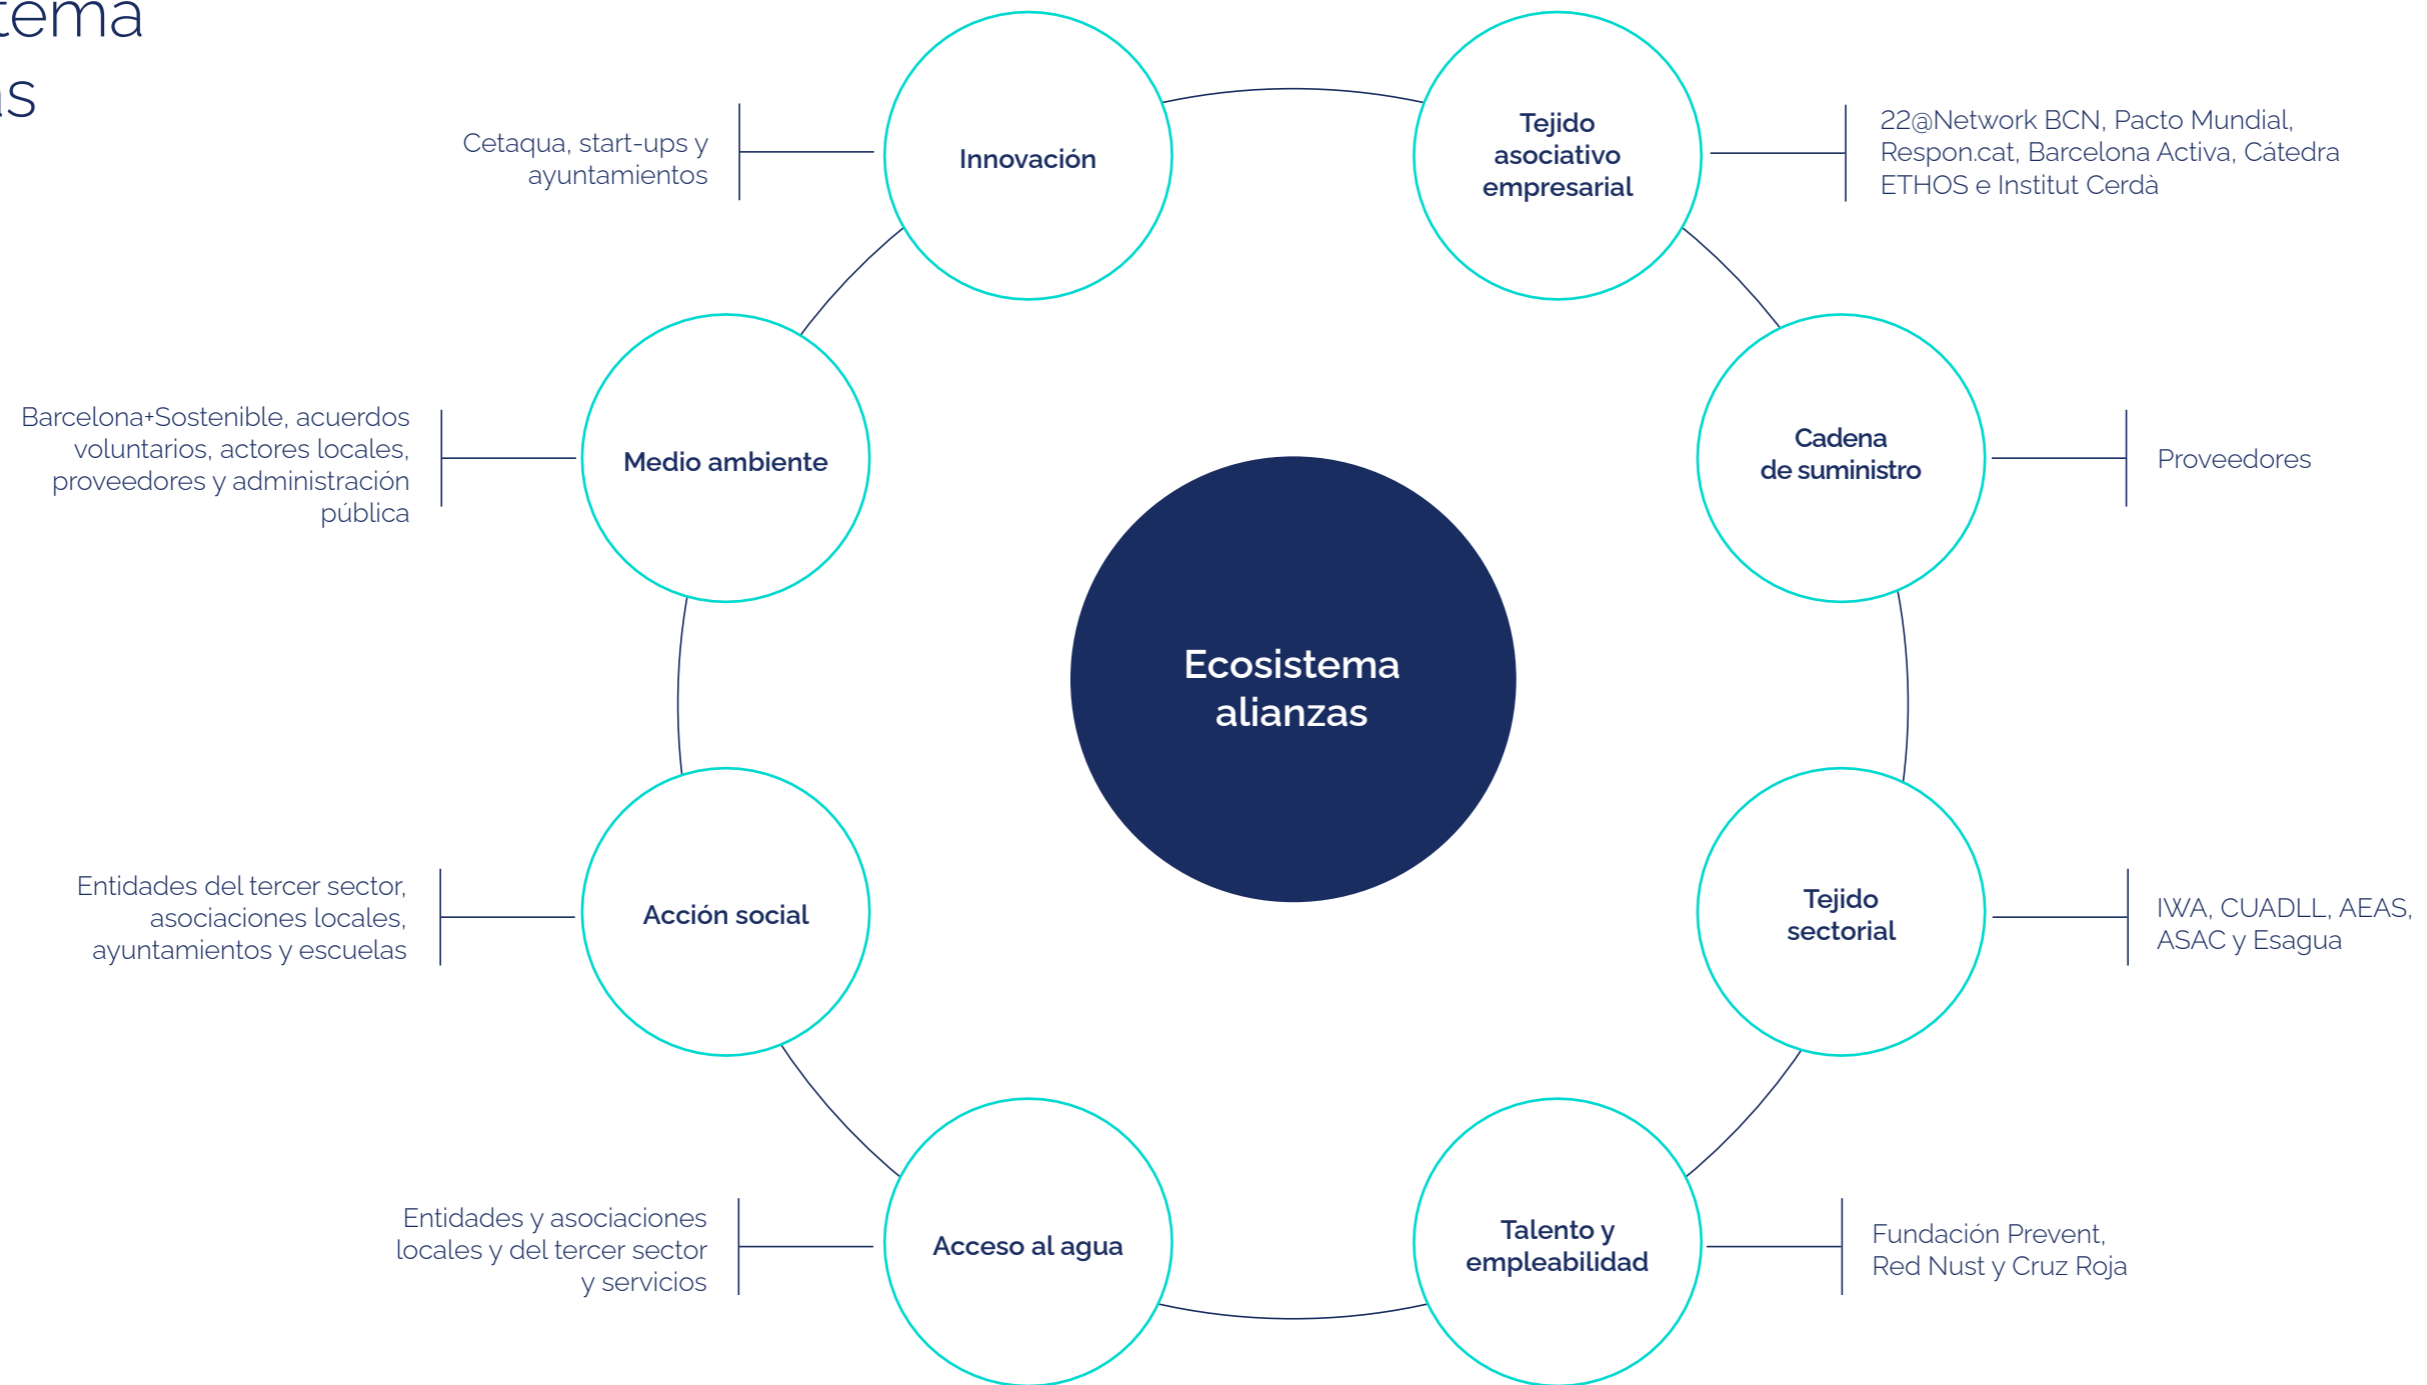 Innovación
Cetaqua, start-ups y
ayuntamientos
Tejido
asociativo
empresarial
22@Network BCN, Pacto Mundial,
Respon.cat, Barcelona Activa, Cátedra
ETHOS e Institut Cerdà
Medio ambiente
Barcelona+Sostenible, acuerdos
voluntarios, actores locales,
proveedores y administración
pública
Cadena
de suministro
Proveedores
Ecosistema
alianzas
Acción social
Entidades del tercer sector,
asociaciones locales,
ayuntamientos y escuelas
Tejido
sectorial
IWA, CUADLL, AEAS,
ASAC y Esagua
Acceso al agua
Entidades y asociaciones
locales y del tercer sector
y servicios
Talento y
empleabilidad
Fundación Prevent,
Red Nust y Cruz Roja